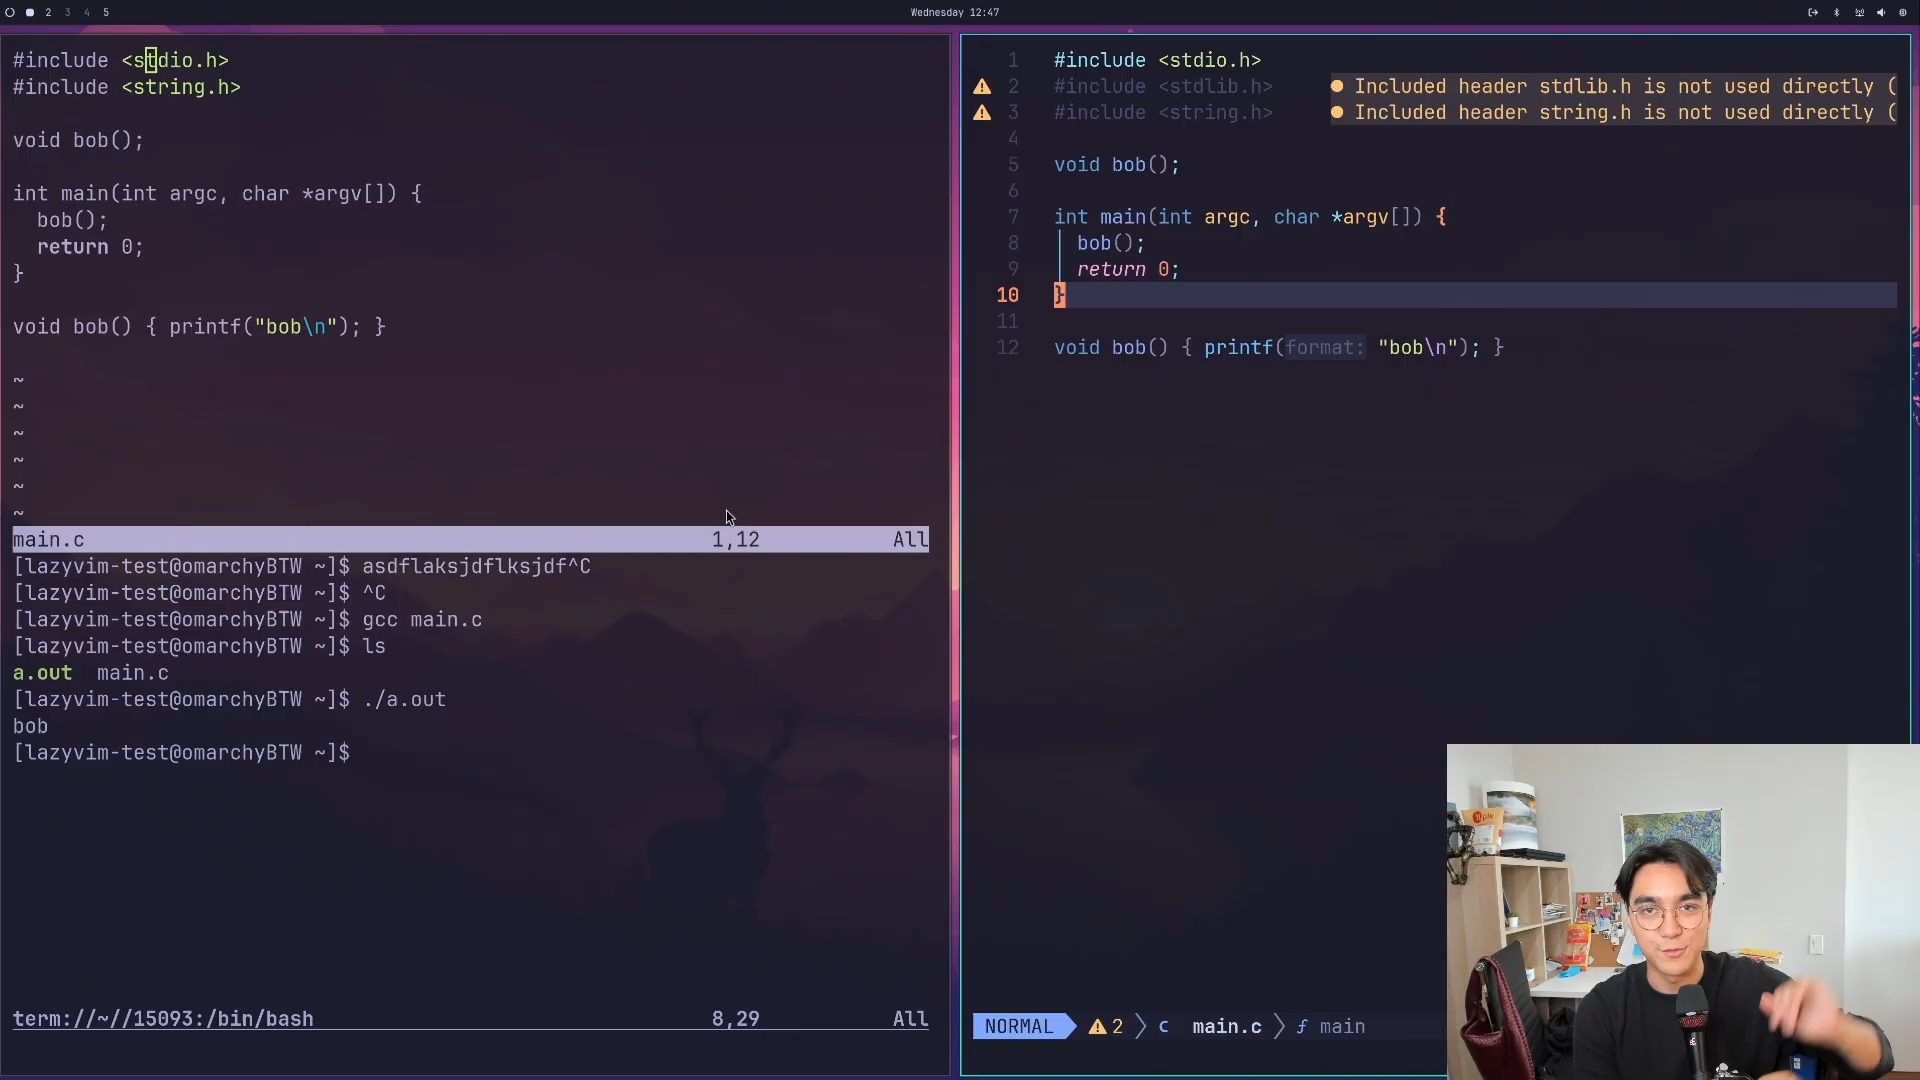 2 3 4 5
Wednesday 12:47
#include <stdio.h>
#include <string.h>
void bob();
int main(int argc, char *argv[]) {
bob();
return 0;
}
void bob() { printf("bob\n"); }
~
~
~
~
~
~
main.c 1,12 All
[lazyvim-test@omarchyBTW ~]$ asdflaksjdflksjdf^C
[lazyvim-test@omarchyBTW ~]$ ^C
[lazyvim-test@omarchyBTW ~]$ gcc main.c
[lazyvim-test@omarchyBTW ~]$ ls
a.out main.c
[lazyvim-test@omarchyBTW ~]$ ./a.out
bob
[lazyvim-test@omarchyBTW ~]$
term://~//15093:/bin/bash 8,29 All
1 #include <stdio.h>
2 #include <stdlib.h> ● Included header stdlib.h is not used directly (
3 #include <string.h> ● Included header string.h is not used directly (
4
5 void bob();
6
7 int main(int argc, char *argv[]) {
8 bob();
9 return 0;
10 }
11
12 void bob() { printf(format: "bob\n"); }
NORMAL 2 C main.c ƒ main